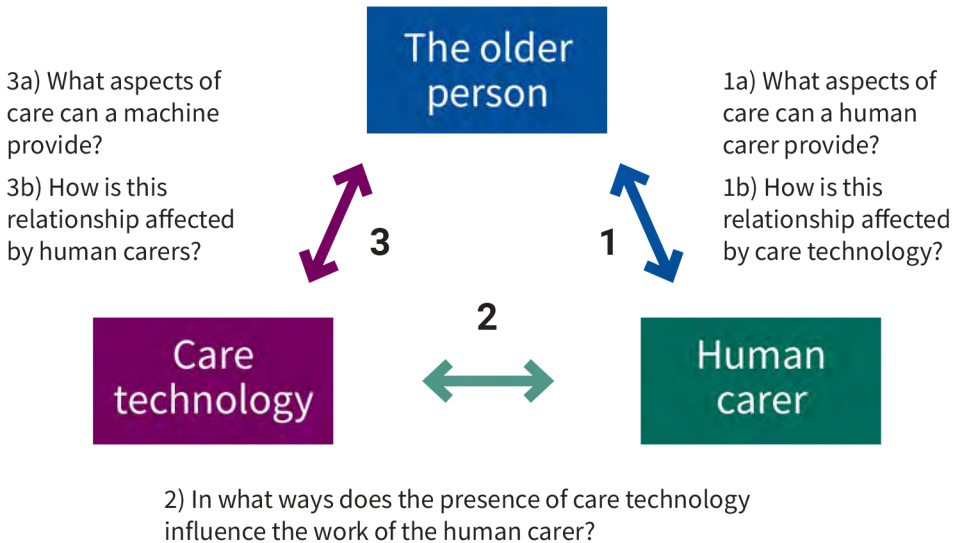 The older
person
3a) What aspects of
care can a machine
provide?
3b) How is this
relationship affected
by human carers?
1a) What aspects of
care can a human
carer provide?
1b) How is this
relationship affected
by care technology?
3
1
2
Care
technology
Human
carer
2) In what ways does the presence of care technology
influence the work of the human carer?